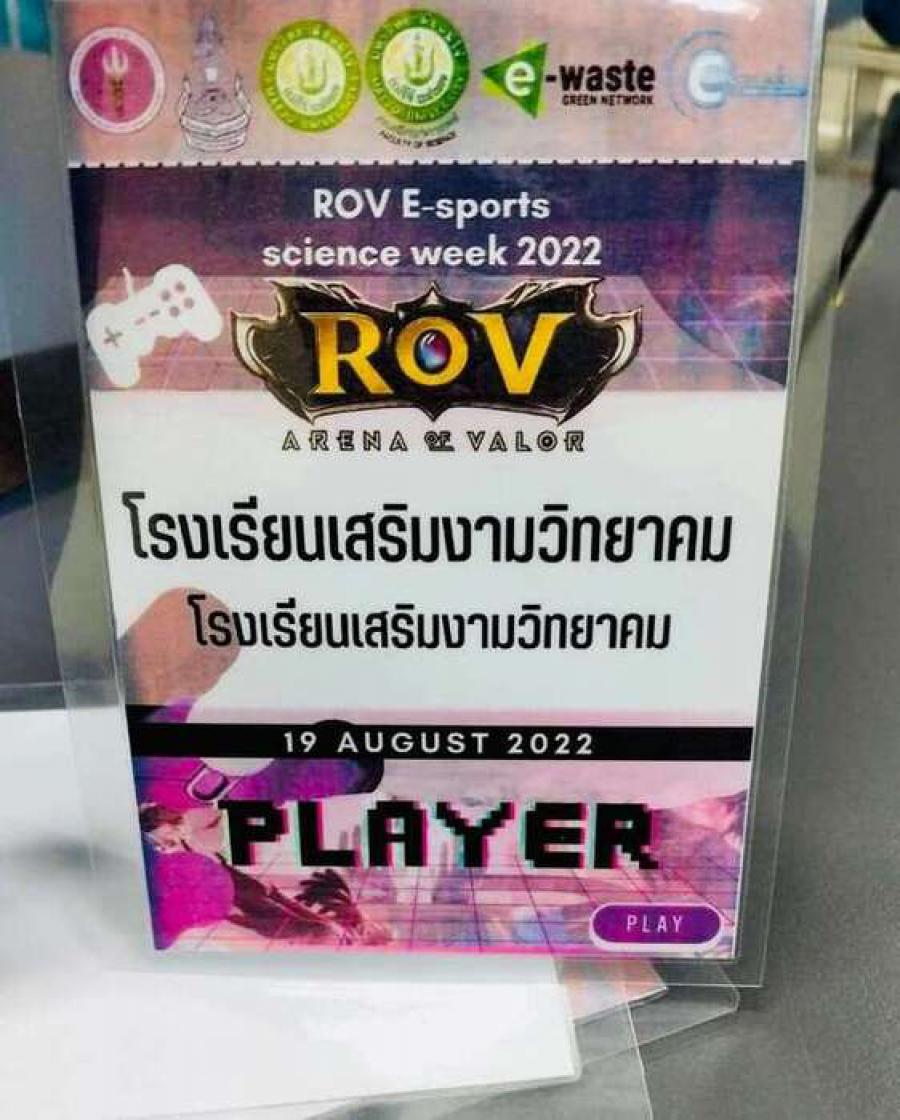 e-waste
GREEN NETWORK
FACULTY OF SCIENCE
ROV E-sports
science week 2022
ROV
ARENA OF VALOR
โรงเรียนเสริมงามวิทยาคม
โรงเรียนเสริมงามวิทยาคม
19 AUGUST 2022
PLAYER
PLAY